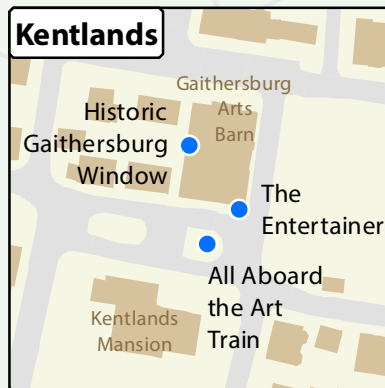 Kentlands
Gaithersburg
Arts
Barn
Historic
Gaithersburg
Window
The
Entertainer
All Aboard
the Art
Train
Kentlands
Mansion